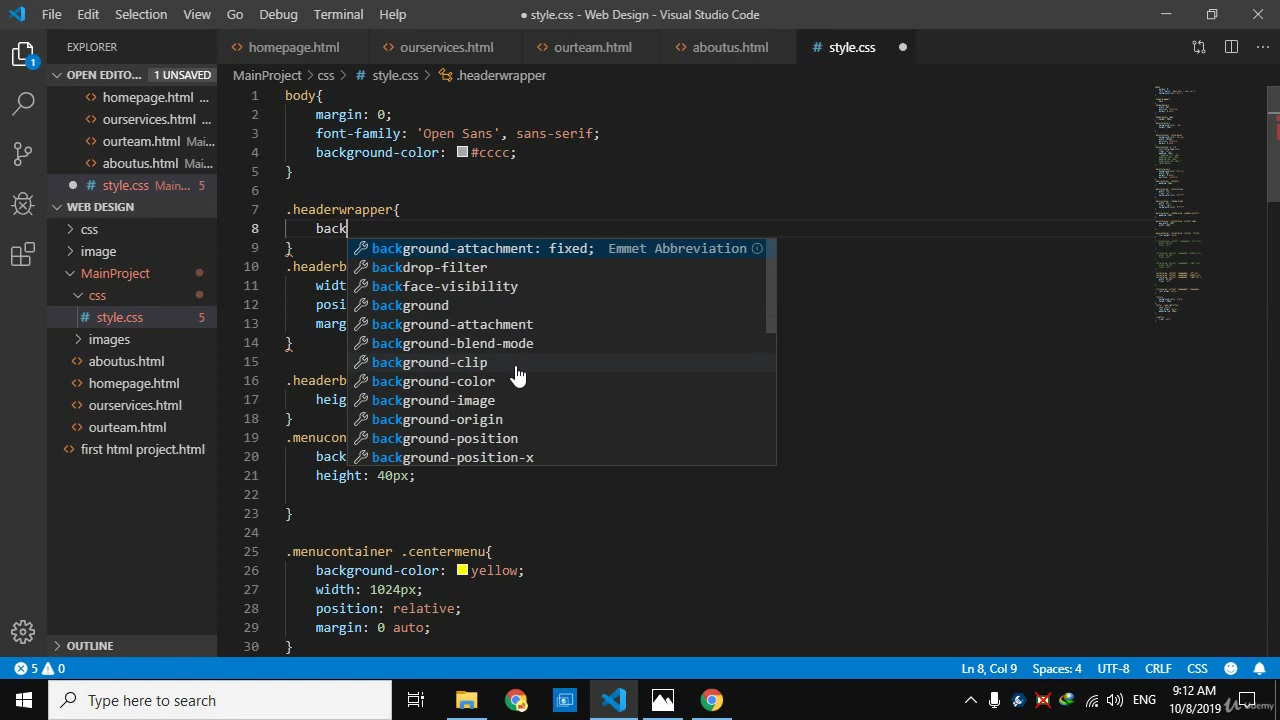 File Edit Selection View Go Debug Terminal Help
● style.css - Web Design - Visual Studio Code
EXPLORER
homepage.html
ourservices.html
ourteam.html
aboutus.html
style.css
OPEN EDITO... 1 UNSAVED
homepage.html ...
ourservices.html ...
ourteam.html Mai...
aboutus.html Mai...
style.css Main... 5
WEB DESIGN
css
image
MainProject
css
style.css 5
images
aboutus.html
homepage.html
ourservices.html
ourteam.html
first html project.html
OUTLINE
MainProject > css > # style.css > .headerwrapper
1 body{
2 margin: 0;
3 font-family: 'Open Sans', sans-serif;
4 background-color: #cccc;
5 }
6
7 .headerwrapper{
8 back
9 }
10 .headerb
11 widt
12 posi
13 marg
14 }
15
16 .headerb
17 heig
18 }
19 .menucon
20 back
21 height: 40px;
22
23 }
24
25 .menucontainer .centermenu{
26 background-color: yellow;
27 width: 1024px;
28 position: relative;
29 margin: 0 auto;
30 }
background-attachment: fixed; Emmet Abbreviation
backdrop-filter
backface-visibility
background
background-attachment
background-blend-mode
background-clip
background-color
background-image
background-origin
background-position
background-position-x
5 0
Ln 8, Col 9 Spaces: 4 UTF-8 CRLF CSS
Type here to search
ENG
9:12 AM
10/8/2019
Udemy